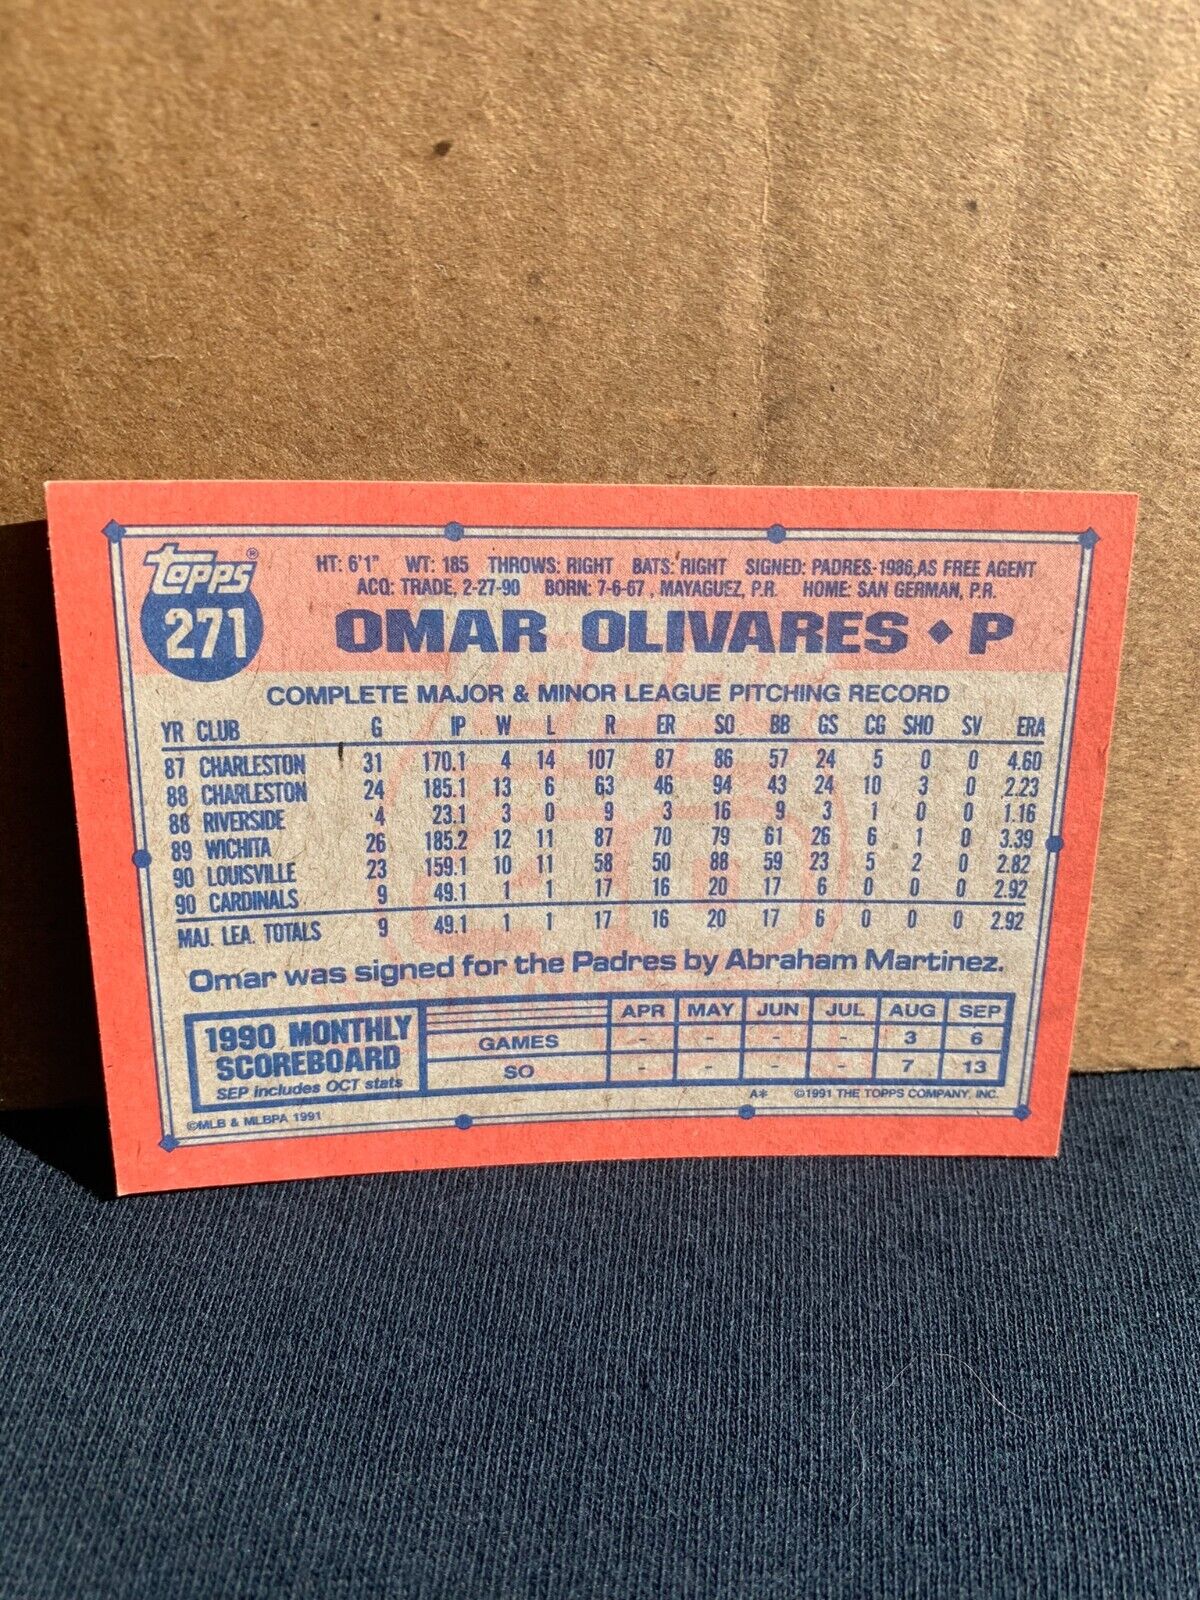 topps®
271
HT: 6'1" WT: 185 THROWS: RIGHT BATS: RIGHT SIGNED: PADRES-1986, AS FREE AGENT
ACQ: TRADE, 2-27-90 BORN: 7-6-67, MAYAGUEZ, P.R. HOME: SAN GERMAN, P.R.
OMAR OLIVARES ◆ P
COMPLETE MAJOR & MINOR LEAGUE PITCHING RECORD
YR CLUB G IP W L R ER SO BB GS CG SHO SV ERA
87 CHARLESTON 31 170.1 4 14 107 87 86 57 24 5 0 0 4.60
88 CHARLESTON 24 185.1 13 6 63 46 94 43 24 10 3 0 2.23
88 RIVERSIDE 4 23.1 3 0 9 3 16 9 3 1 0 0 1.16
89 WICHITA 26 185.2 12 11 87 70 79 61 26 6 1 0 3.39
90 LOUISVILLE 23 159.1 10 11 58 50 88 59 23 5 2 0 2.82
90 CARDINALS 9 49.1 1 1 17 16 20 17 6 0 0 0 2.92
MAJ. LEA. TOTALS 9 49.1 1 1 17 16 20 17 6 0 0 0 2.92
Omar was signed for the Padres by Abraham Martinez.
1990 MONTHLY
SCOREBOARD
SEP includes OCT stats
APR MAY JUN JUL AUG SEP
GAMES - - - - 3 6
SO - - - - 7 13
©MLB & MLBPA 1991
A* ©1991 THE TOPPS COMPANY, INC.